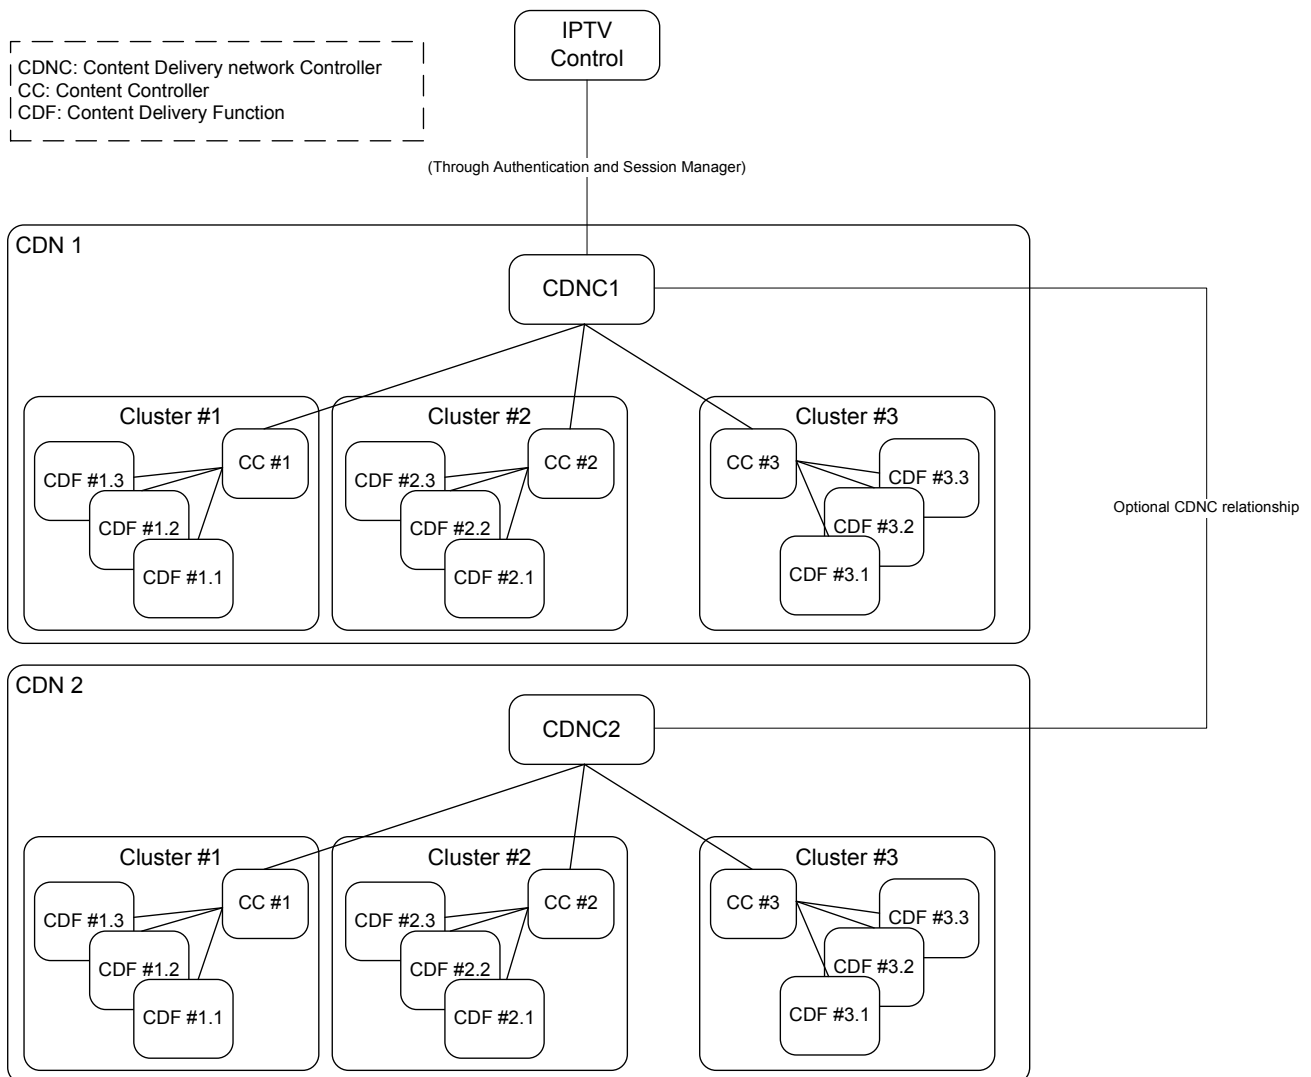 IPTV
Control
CDNC: Content Delivery network Controller
CC: Content Controller
CDF: Content Delivery Function
(Through Authentication and Session Manager)
CDN 1
CDNC1
Cluster #1
CC #1
CDF #1.3
CDF #1.2
CDF #1.1
Cluster #2
CC #2
CDF #2.3
CDF #2.2
CDF #2.1
Cluster #3
CC #3
CDF #3.3
CDF #3.2
CDF #3.1
Optional CDNC relationship
CDN 2
CDNC2
Cluster #1
CC #1
CDF #1.3
CDF #1.2
CDF #1.1
Cluster #2
CC #2
CDF #2.3
CDF #2.2
CDF #2.1
Cluster #3
CC #3
CDF #3.3
CDF #3.2
CDF #3.1